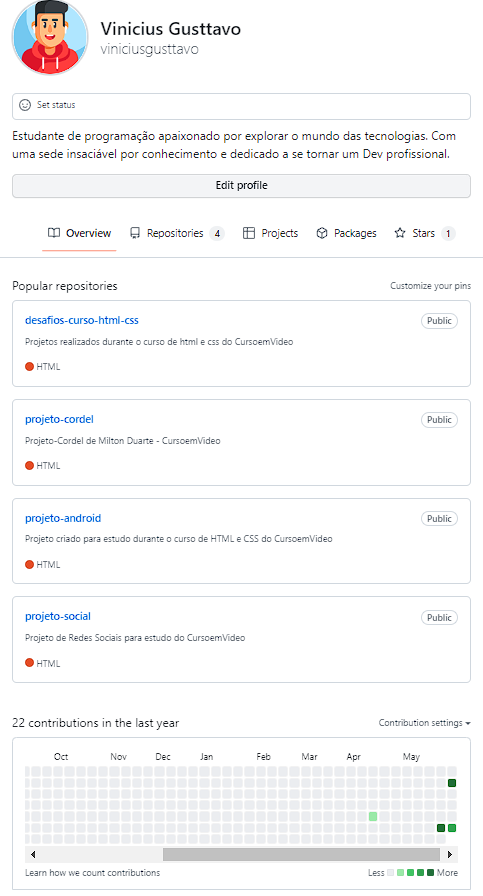 Vinicius Gusttavo
viniciusgusttavo
Set status
Estudante de programação apaixonado por explorar o mundo das tecnologias. Com
uma sede insaciável por conhecimento e dedicado a se tornar um Dev profissional.
Edit profile
Overview Repositories 4 Projects Packages Stars 1
Popular repositories Customize your pins
desafios-curso-html-css Public
Projetos realizados durante o curso de html e css do CursoemVideo
HTML
projeto-cordel Public
Projeto-Cordel de Milton Duarte - CursoemVideo
HTML
projeto-android Public
Projeto criado para estudo durante o curso de HTML e CSS do CursoemVideo
HTML
projeto-social Public
Projeto de Redes Sociais para estudo do CursoemVideo
HTML
22 contributions in the last year Contribution settings
Oct Nov Dec Jan Feb Mar Apr May
Learn how we count contributions Less More